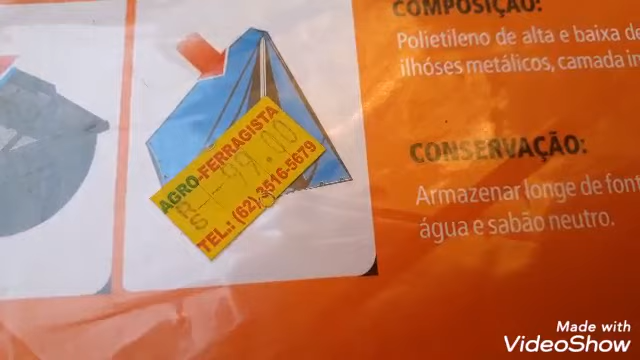 COMPOSIÇÃO:
Polietileno de alta e baixa de
ilhóses metálicos, camada in
AGRO-FERRAGISTA
99.00
TEL.: (62) 3516-5679
CONSERVAÇÃO:
Armazenar longe de font
água e sabão neutro.
Made with
VideoShow